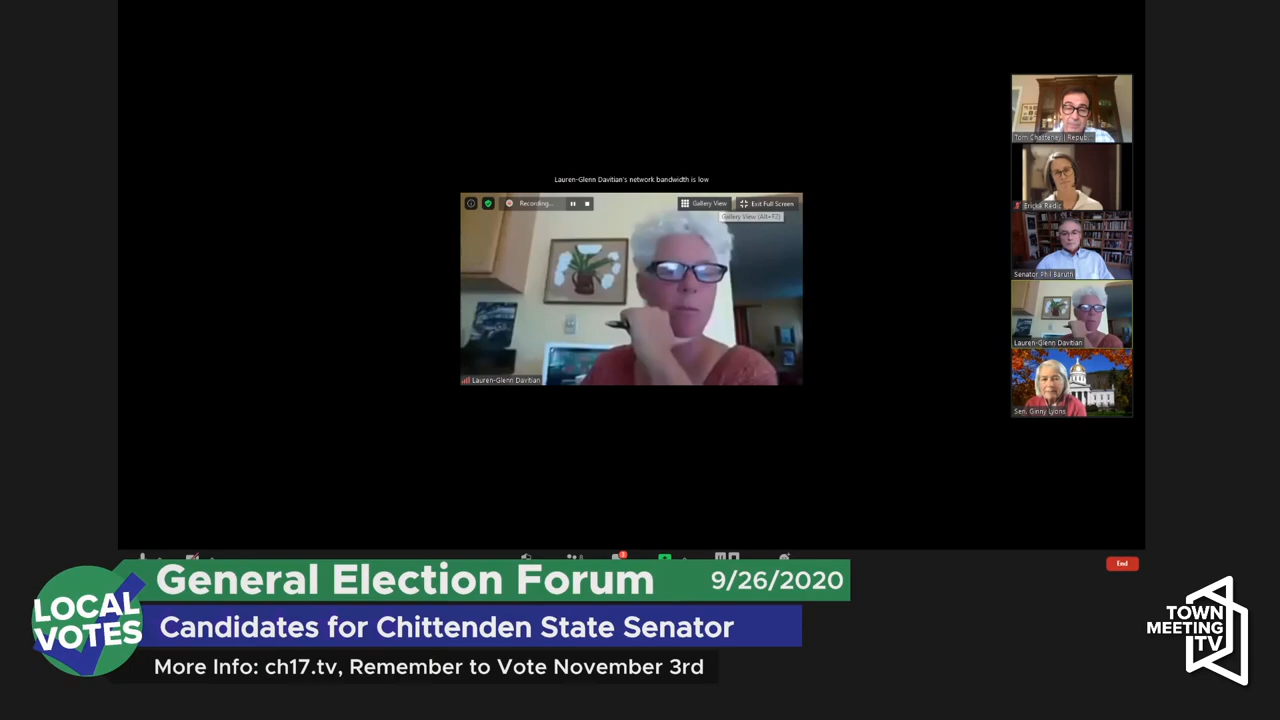 Lauren-Glenn Davitian's network bandwidth is low
Recording...
Gallery View
Exit Full Screen
Gallery View (Alt+F2)
Lauren-Glenn Davitian
Tom Chastenay | Repub...
Ericka Redic
Senator Phil Baruth
Lauren-Glenn Davitian
Sen. Ginny Lyons
End
LOCAL
VOTES
General Election Forum
9/26/2020
Candidates for Chittenden State Senator
More Info: ch17.tv, Remember to Vote November 3rd
TOWN
MEETING
TV